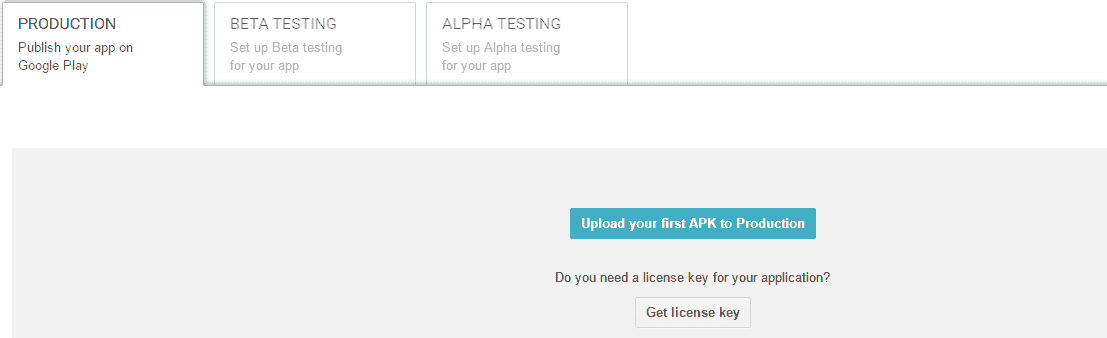 PRODUCTION
Publish your app on
Google Play
BETA TESTING
Set up Beta testing
for your app
ALPHA TESTING
Set up Alpha testing
for your app
Upload your first APK to Production
Do you need a license key for your application?
Get license key